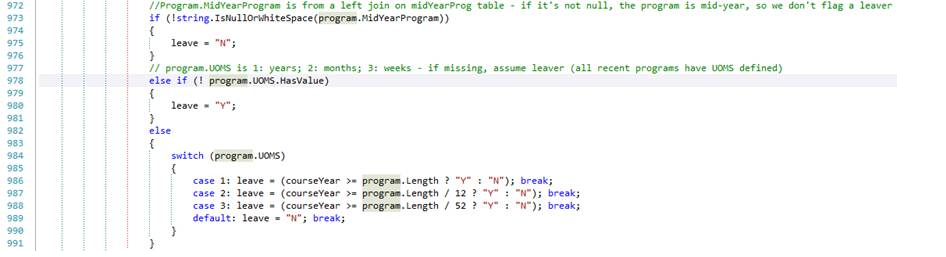 972 //Program.MidYearProgram is from a left join on midYearProg table - if it's not null, the program is mid-year, so we don't flag a leaver
973 if (!string.IsNullOrWhiteSpace(program.MidYearProgram))
974 {
975 leave = "N";
976 }
977 // program.UOMS is 1: years; 2: months; 3: weeks - if missing, assume leaver (all recent programs have UOMS defined)
978 else if (! program.UOMS.HasValue)
979 {
980 leave = "Y";
981 }
982 else
983 {
984 switch (program.UOMS)
985 {
986 case 1: leave = (courseYear >= program.Length ? "Y" : "N"); break;
987 case 2: leave = (courseYear >= program.Length / 12 ? "Y" : "N"); break;
988 case 3: leave = (courseYear >= program.Length / 52 ? "Y" : "N"); break;
989 default: leave = "N"; break;
990 }
991 }